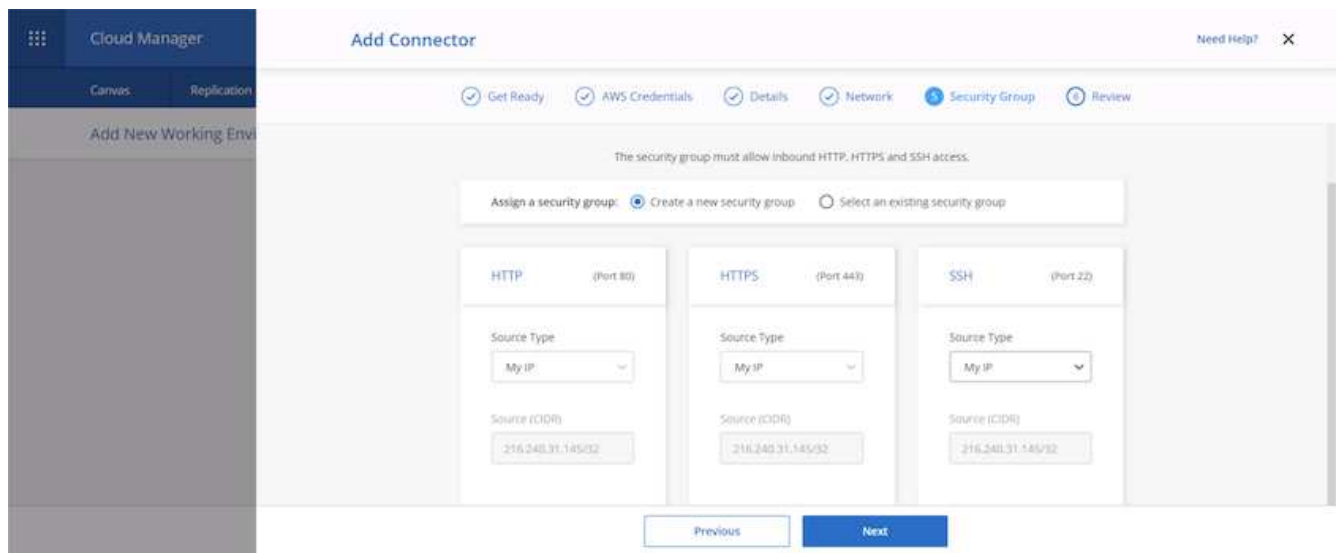 Cloud Manager
Add Connector
Need Help?
Canvas Replication
Get Ready AWS Credentials Details Network 5 Security Group 6 Review
Add New Working Envi
The security group must allow inbound HTTP, HTTPS and SSH access.
Assign a security group: Create a new security group Select an existing security group
HTTP (Port 80) HTTPS (Port 443) SSH (Port 22)
Source Type Source Type Source Type
My IP My IP My IP
Source (CIDR) Source (CIDR) Source (CIDR)
216.240.31.145/32 216.240.31.145/32 216.240.31.145/32
Previous Next